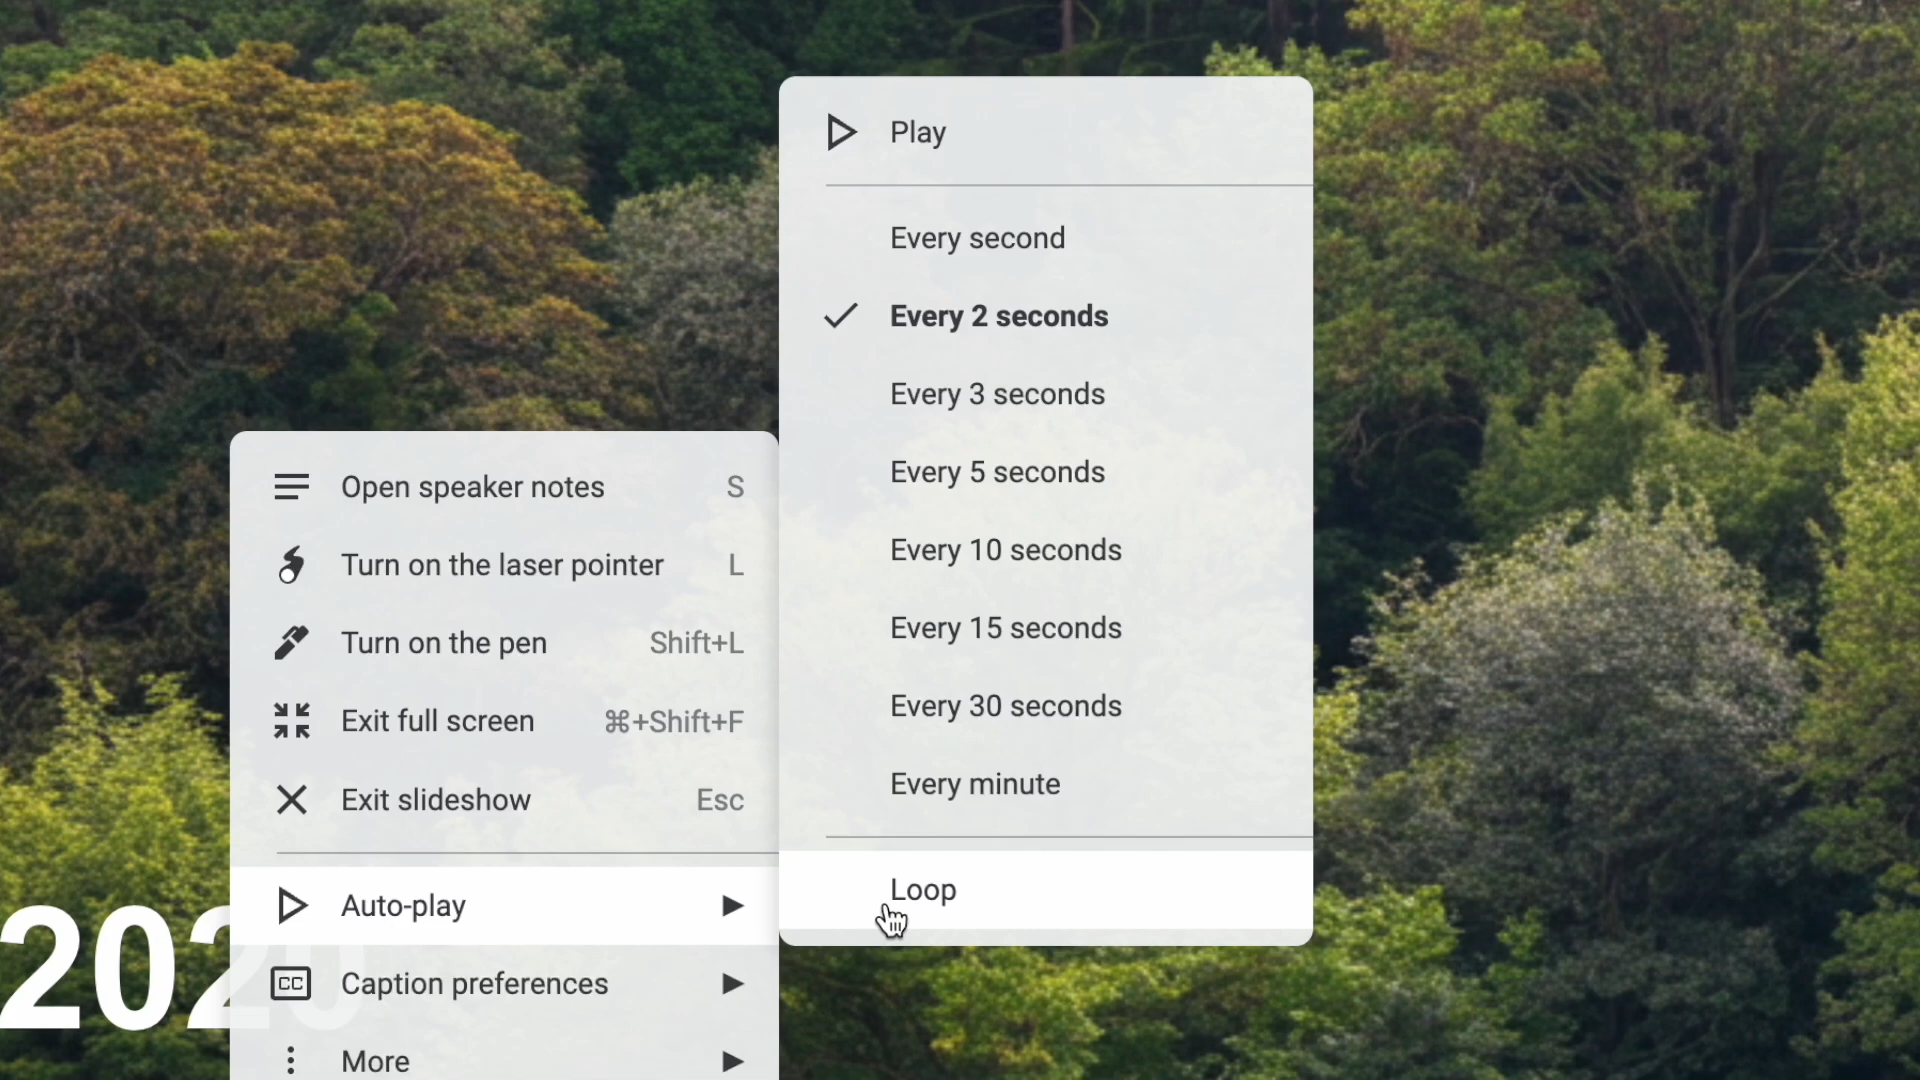 Play
Every second
Every 2 seconds
Every 3 seconds
Every 5 seconds
Every 10 seconds
Every 15 seconds
Every 30 seconds
Every minute
Loop
Open speaker notes S
Turn on the laser pointer L
Turn on the pen Shift+L
Exit full screen ⌘+Shift+F
Exit slideshow Esc
Auto-play
CC Caption preferences
More
2020